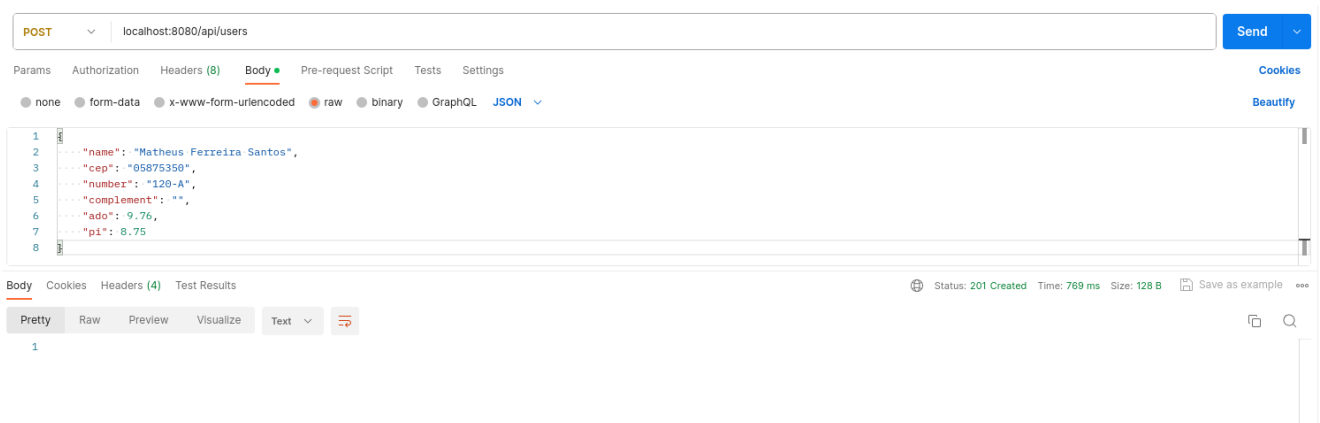 POST localhost:8080/api/users Send
Params Authorization Headers (8) Body Pre-request Script Tests Settings Cookies
none form-data x-www-form-urlencoded raw binary GraphQL JSON Beautify
1 {
2 "name": "Matheus Ferreira Santos",
3 "cep": "05875350",
4 "number": "120-A",
5 "complement": "",
6 "ado": 9.76,
7 "pi": 8.75
8 }
Body Cookies Headers (4) Test Results Status: 201 Created Time: 769 ms Size: 128 B Save as example
Pretty Raw Preview Visualize Text
1